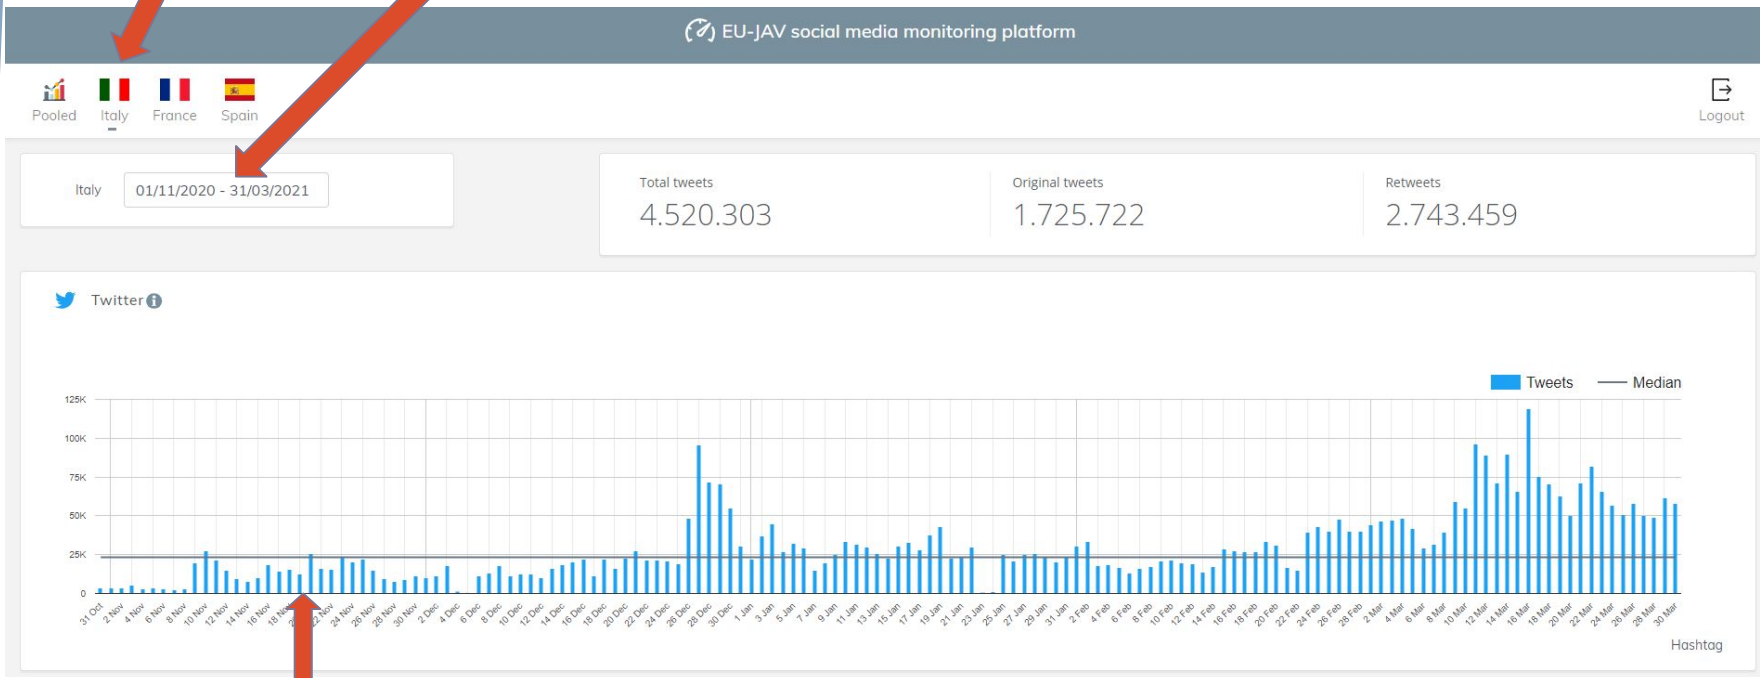 EU-JAV social media monitoring platform
Pooled Italy France Spain
Logout
Italy 01/11/2020 - 31/03/2021
Total tweets Original tweets Retweets
4.520.303 1.725.722 2.743.459
Twitter
Tweets Median
125K
100K
75K
50K
25K
0
31 Oct 2 Nov 4 Nov 6 Nov 8 Nov 10 Nov 12 Nov 14 Nov 16 Nov 18 Nov 22 Nov 24 Nov 26 Nov 28 Nov 30 Nov 2 Dec 4 Dec 6 Dec 8 Dec 10 Dec 12 Dec 14 Dec 16 Dec 18 Dec 20 Dec 22 Dec 24 Dec 26 Dec 28 Dec 30 Dec 1 Jan 3 Jan 5 Jan 7 Jan 9 Jan 11 Jan 13 Jan 15 Jan 17 Jan 19 Jan 21 Jan 23 Jan 25 Jan 27 Jan 29 Jan 31 Jan 2 Feb 4 Feb 6 Feb 8 Feb 10 Feb 12 Feb 14 Feb 16 Feb 18 Feb 20 Feb 22 Feb 24 Feb 26 Feb 28 Feb 2 Mar 4 Mar 6 Mar 8 Mar 10 Mar 12 Mar 14 Mar 16 Mar 18 Mar 20 Mar 22 Mar 24 Mar 26 Mar 28 Mar 30 Mar
Hashtag